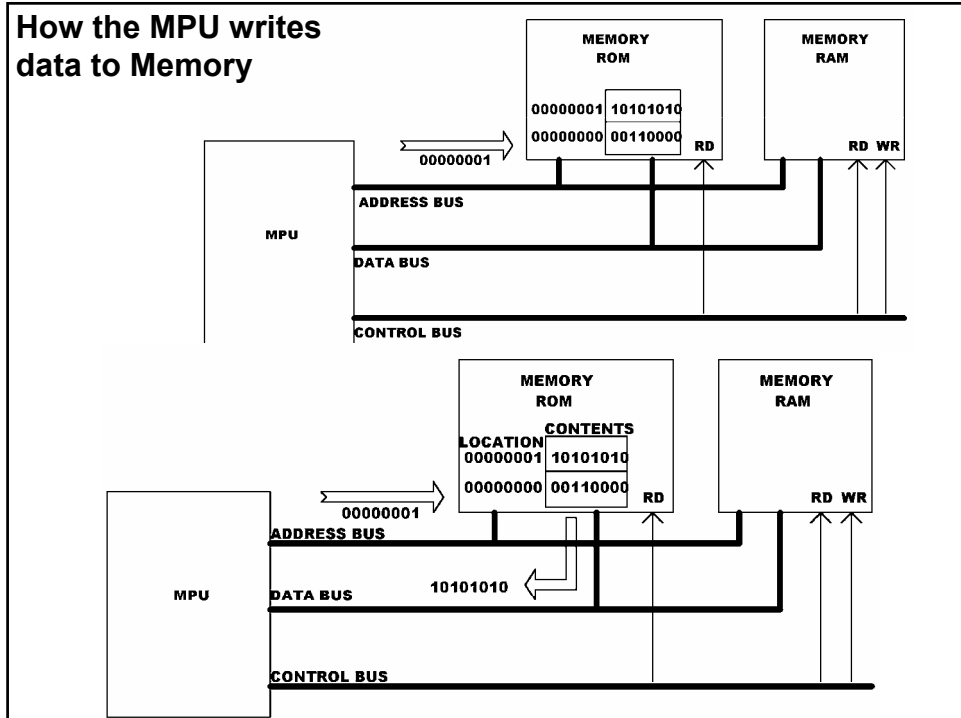 How the MPU writes
data to Memory
MEMORY
ROM
00000001 10101010
00000000 00110000
RD
MEMORY
RAM
RD WR
00000001
ADDRESS BUS
MPU
DATA BUS
CONTROL BUS
MEMORY
ROM
CONTENTS
LOCATION
00000001 10101010
00000000 00110000
RD
MEMORY
RAM
RD WR
00000001
ADDRESS BUS
10101010
MPU
DATA BUS
CONTROL BUS